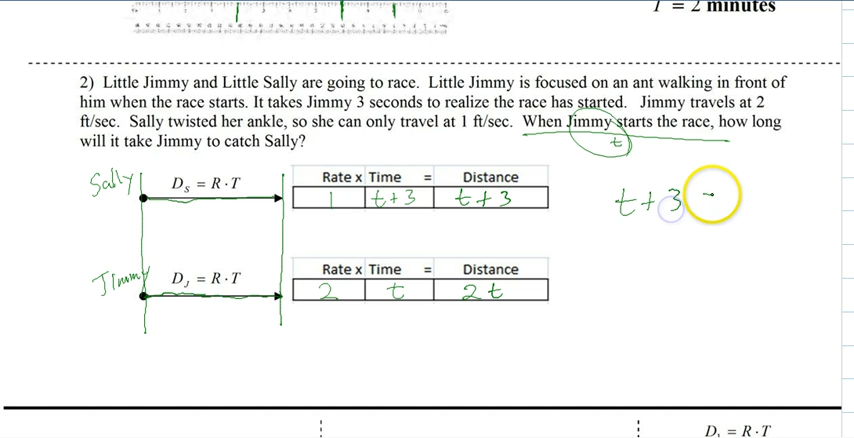 T = 2 minutes
2) Little Jimmy and Little Sally are going to race. Little Jimmy is focused on an ant walking in front of
him when the race starts. It takes Jimmy 3 seconds to realize the race has started. Jimmy travels at 2
ft/sec. Sally twisted her ankle, so she can only travel at 1 ft/sec. When Jimmy starts the race, how long
will it take Jimmy to catch Sally?
t
Sally
D_S = R · T
Rate x Time = Distance
1 t+3 t+3
t+3 =
Jimmy
D_J = R · T
Rate x Time = Distance
2 t 2t
= R · T